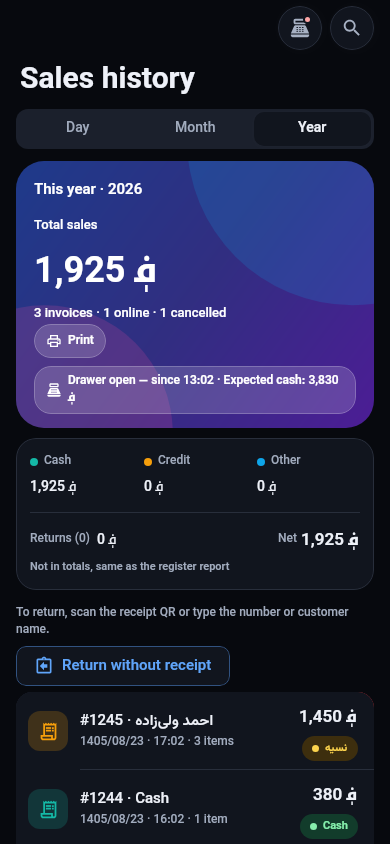 Sales history
Day
Month
Year
This year · 2026
Total sales
1,925 ؋
3 invoices · 1 online · 1 cancelled
Print
Drawer open — since 13:02 · Expected cash: 3,830
؋
Cash
Credit
Other
1,925 ؋
0 ؋
0 ؋
Returns (0) 0 ؋
Net 1,925 ؋
Not in totals, same as the register report
To return, scan the receipt QR or type the number or customer
name.
Return without receipt
#1245 · احمد ولی‌زاده
1,450 ؋
1405/08/23 · 17:02 · 3 items
نسیه
#1244 · Cash
380 ؋
1405/08/23 · 16:02 · 1 item
Cash